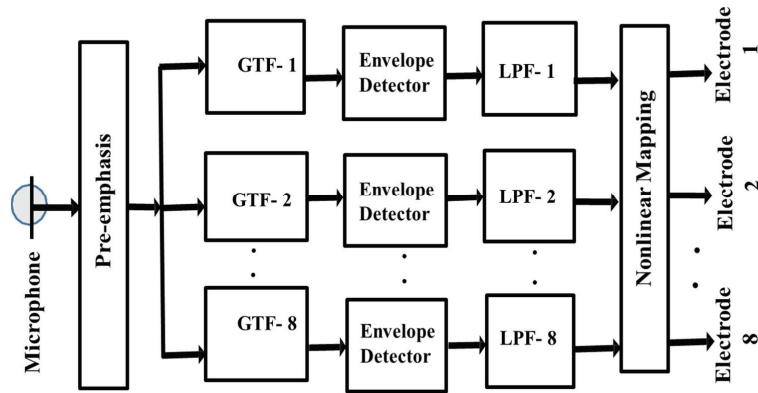 Microphone
Pre-emphasis
GTF- 1
Envelope
Detector
LPF- 1
GTF- 2
Envelope
Detector
LPF- 2
GTF- 8
Envelope
Detector
LPF- 8
Nonlinear Mapping
Electrode
1
Electrode
2
Electrode
8